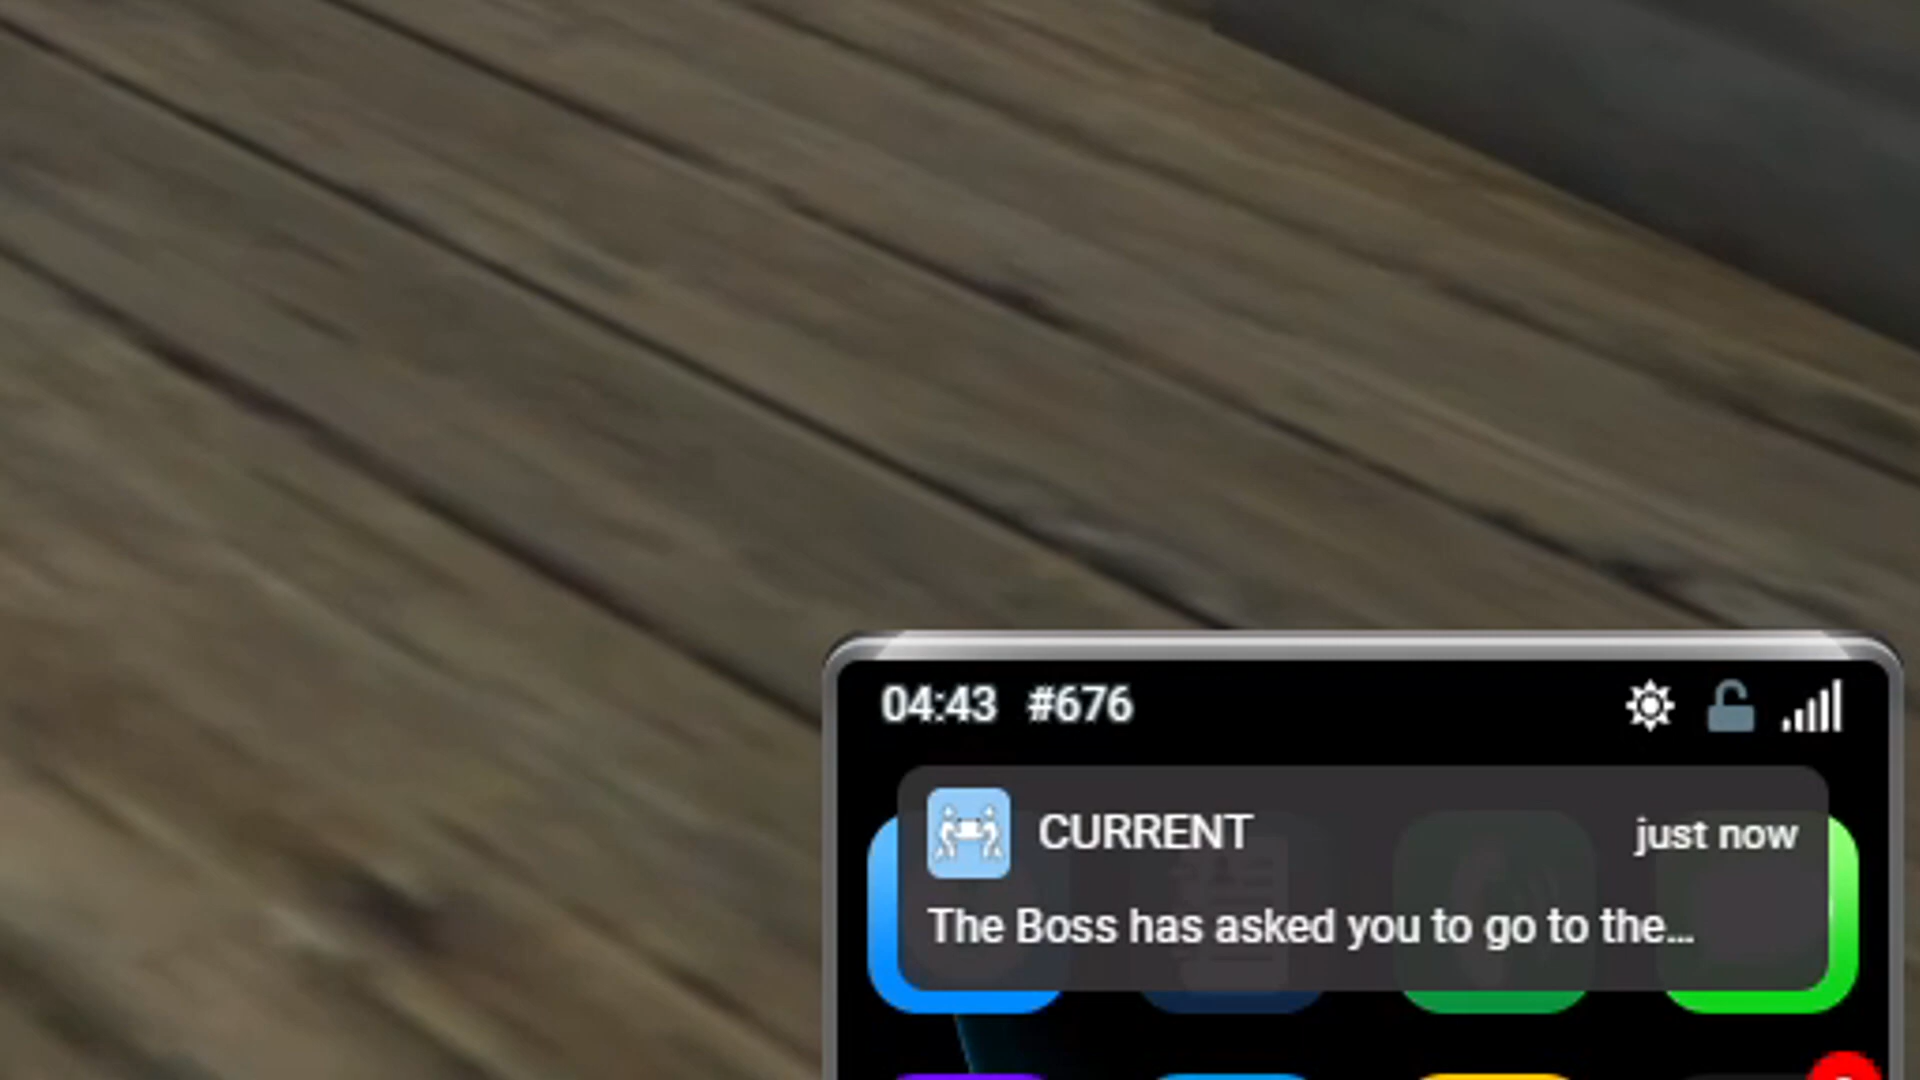 04:43 #676
CURRENT just now
The Boss has asked you to go to the...